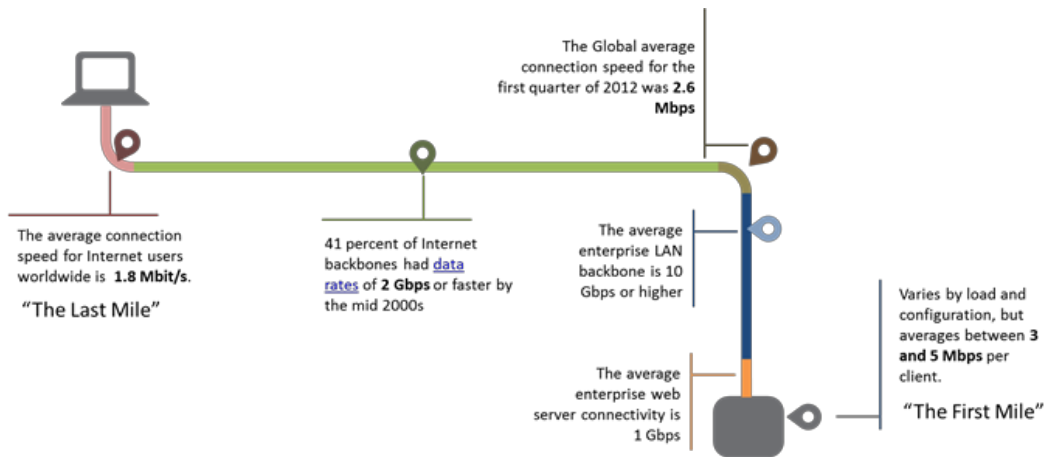 The Global average
connection speed for the
first quarter of 2012 was 2.6
Mbps
The average connection
speed for Internet users
worldwide is 1.8 Mbit/s.
“The Last Mile”
41 percent of Internet
backbones had data
rates of 2 Gbps or faster by
the mid 2000s
The average
enterprise LAN
backbone is 10
Gbps or higher
Varies by load and
configuration, but
averages between 3
and 5 Mbps per
client.
“The First Mile”
The average
enterprise web
server connectivity is
1 Gbps